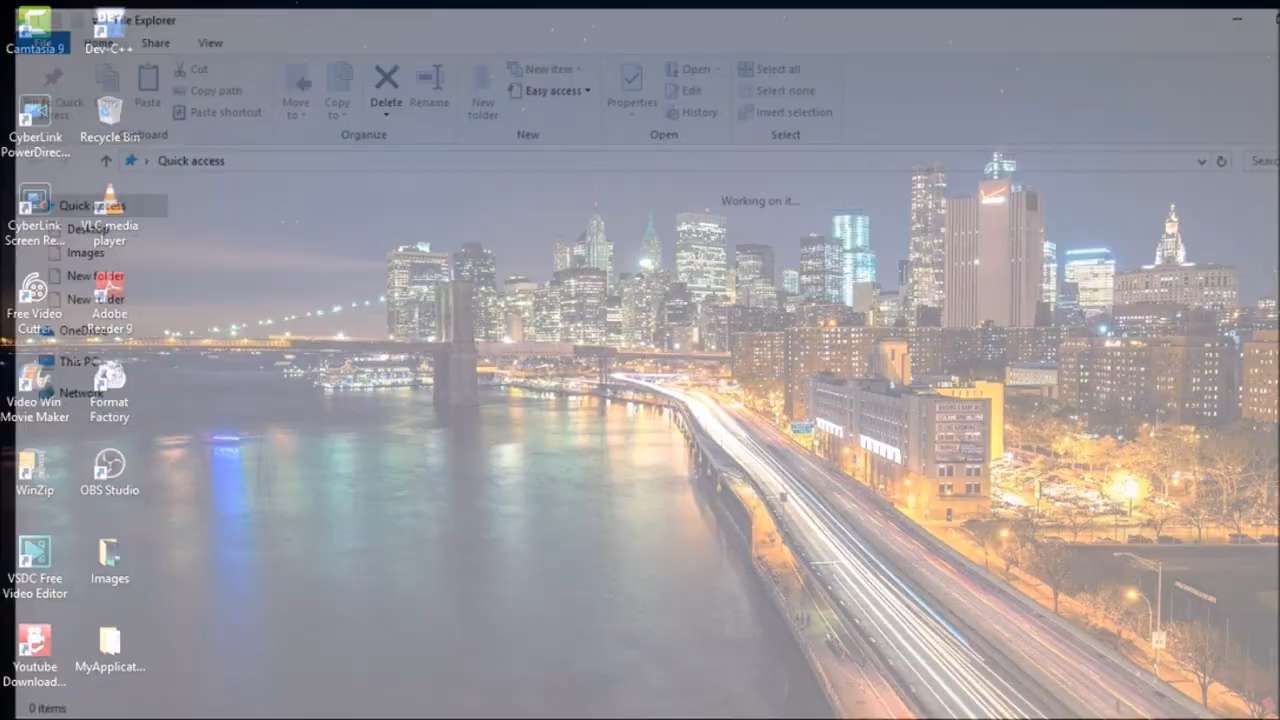 File Explorer
File
Home
Share
View
Cut
Copy path
Paste shortcut
Paste
Clipboard
Move to
Copy to
Delete
Rename
Organize
New folder
New item
Easy access
New
Properties
Open
Edit
History
Open
Select all
Select none
Invert selection
Select
Quick access
Working on it...
Quick access
Desktop
Images
New folder
New folder
OneDrive
This PC
Network
0 items
Camtasia 9
DEV
Dev-C++
CyberLink
PowerDirec...
Recycle Bin
CyberLink
Screen Re...
VLC media
player
Free Video
Cutter
Adobe
Reader 9
Video Win
Movie Maker
Format
Factory
WinZip
OBS Studio
VSDC Free
Video Editor
Images
Youtube
Download...
MyApplicat...